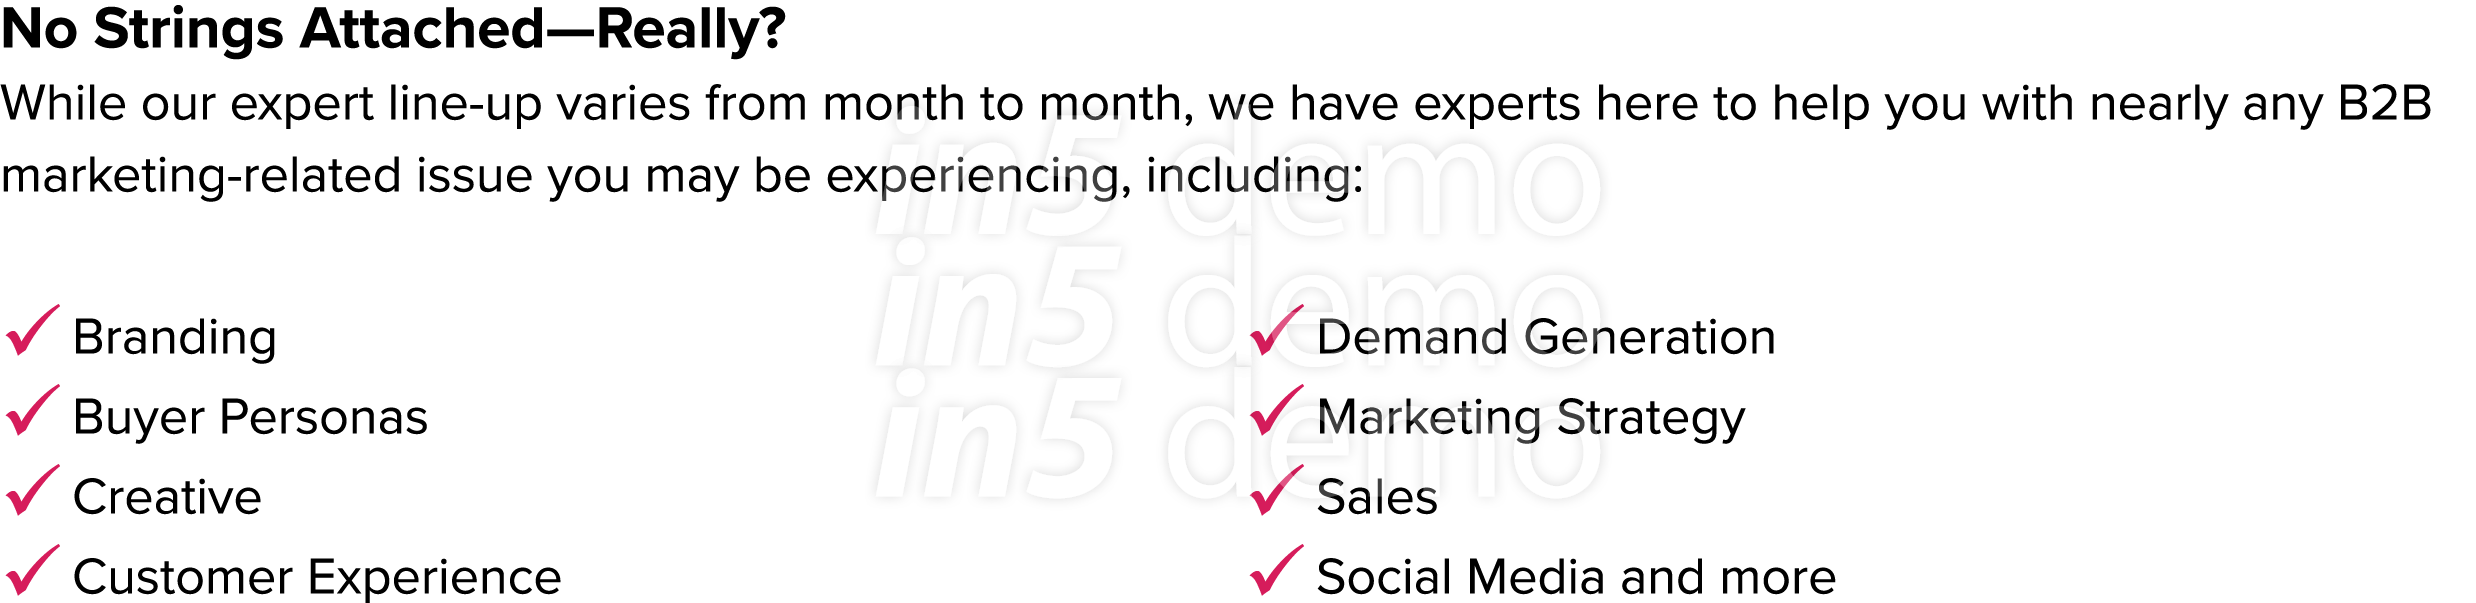 No Strings Attached—Really?
While our expert line-up varies from month to month, we have experts here to help you with nearly any B2B
marketing-related issue you may be experiencing, including:
in5 demo
in5 demo
in5 demo
Branding
Buyer Personas
Creative
Customer Experience
Demand Generation
Marketing Strategy
Sales
Social Media and more